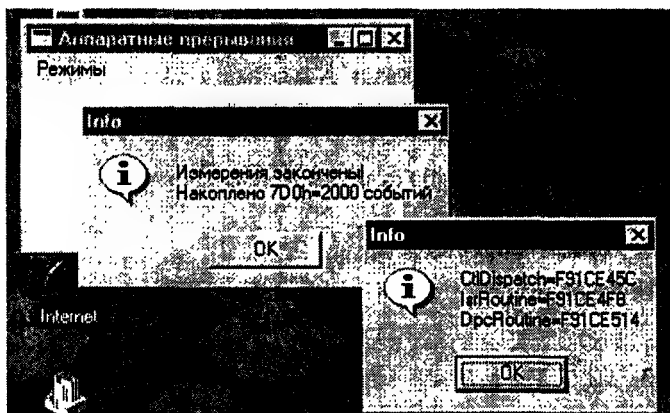 Аппаратные прерывания
Режимы
Info
Измерения закончены!
Накоплено 7D0h=2000 событий
OK
Info
CtlDispatch=F91CE45C
IsrRoutine=F91CE4F8
DpcRoutine=F91CE514
OK
Internet